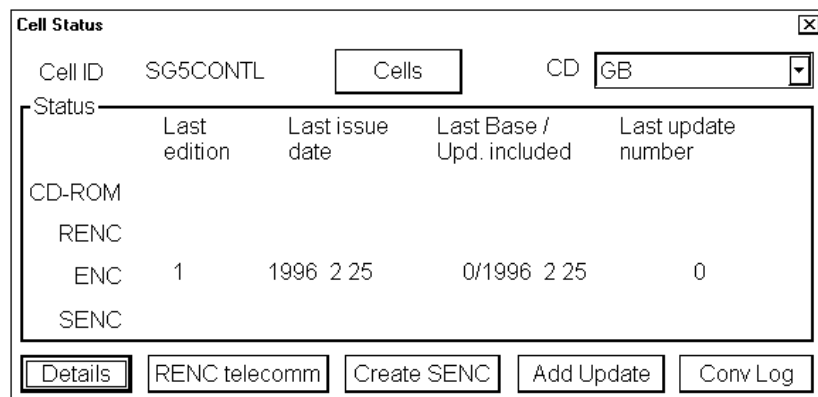 Cell Status
Cell ID SG5CONTL Cells CD GB
Status
Last edition Last issue date Last Base / Upd. included Last update number
CD-ROM
RENC
ENC 1 1996 2 25 0/1996 2 25 0
SENC
Details RENC telecomm Create SENC Add Update Conv Log